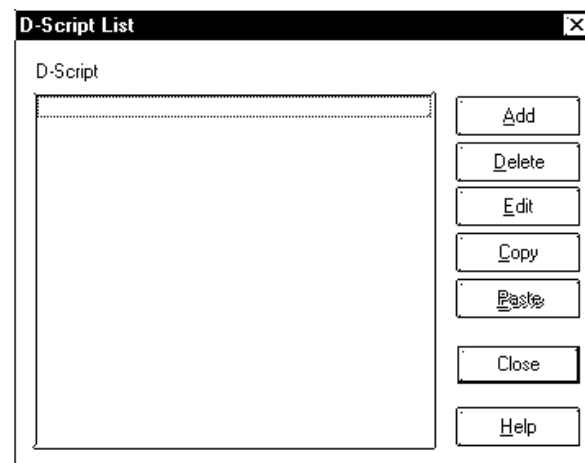 D-Script List
D-Script
Add
Delete
Edit
Copy
Paste
Close
Help